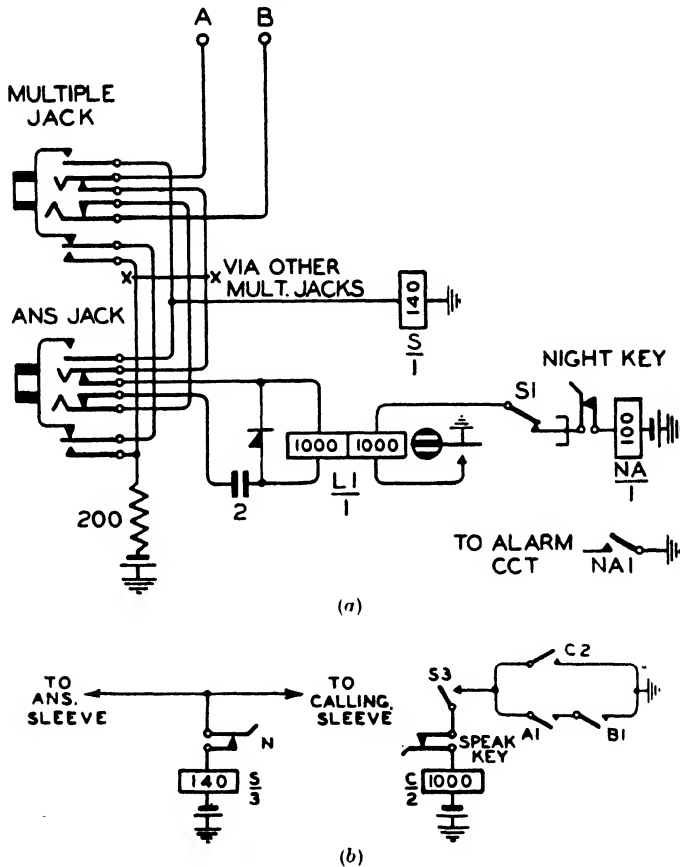 A B
MULTIPLE
JACK
X X VIA OTHER
MULT. JACKS
140
S
1
ANS JACK
NIGHT KEY
S1
1000 1000
100
L1
1
NA
1
200
2
TO ALARM
CCT
NA1
(a)
TO
ANS.
SLEEVE
TO
CALLING.
SLEEVE
N
140
S
3
S3
C2
A1
B1
SPEAK
KEY
C
2
1000
(b)